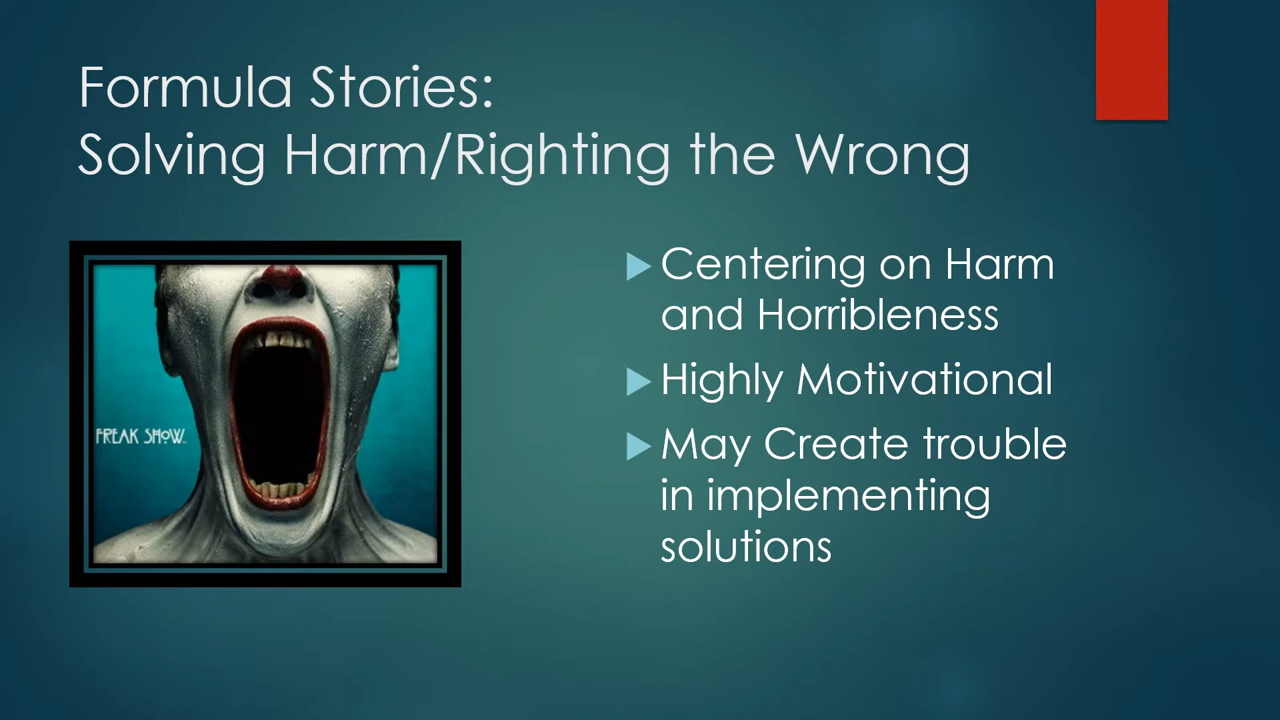 Formula Stories:
Solving Harm/Righting the Wrong
FREAK SHOW
Centering on Harm
and Horribleness
Highly Motivational
May Create trouble
in implementing
solutions